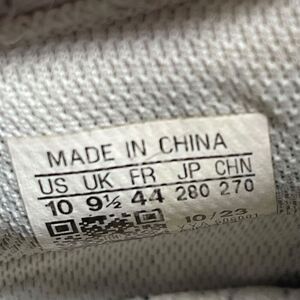 MADE IN CHINA
US UK FR JP CHN
10 9½ 44 280 270
10/23